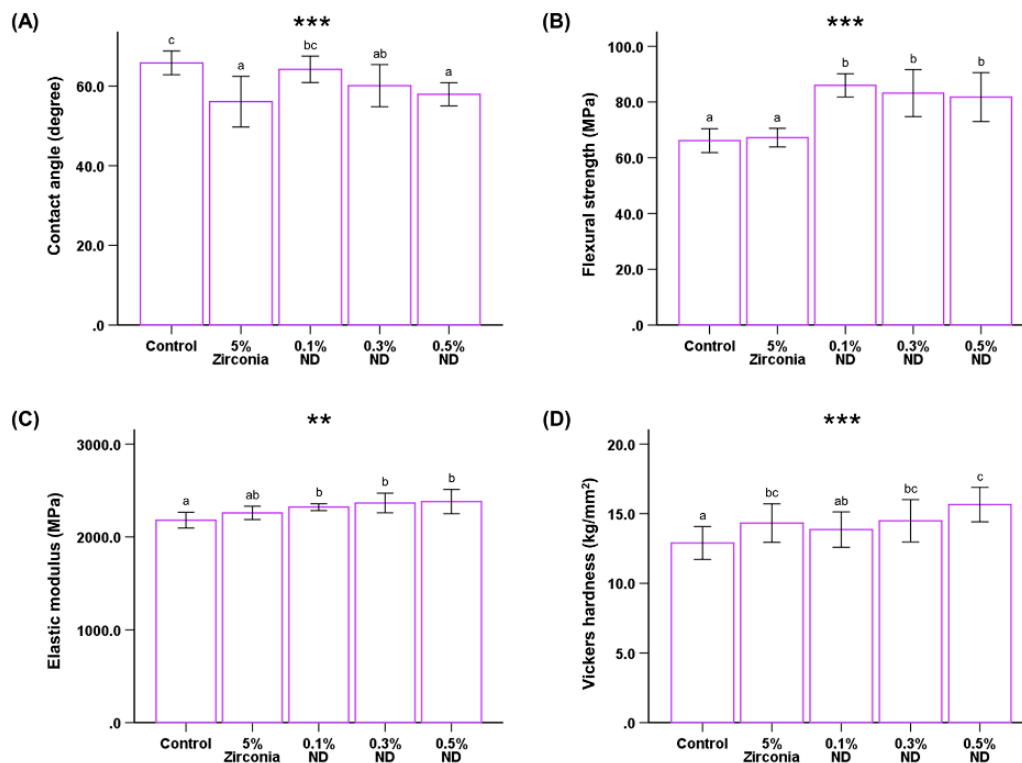 (A)
***
Contact angle (degree)
60.0
40.0
20.0
.0
c
a
bc
ab
a
Control
5%
Zirconia
0.1%
ND
0.3%
ND
0.5%
ND
(B)
***
Flexural strength (MPa)
100.0
80.0
60.0
40.0
20.0
.0
a
a
b
b
b
Control
5%
Zirconia
0.1%
ND
0.3%
ND
0.5%
ND
(C)
**
Elastic modulus (MPa)
3000.0
2000.0
1000.0
.0
a
ab
b
b
b
Control
5%
Zirconia
0.1%
ND
0.3%
ND
0.5%
ND
(D)
***
Vickers hardness (kg/mm²)
20.0
15.0
10.0
5.0
.0
a
bc
ab
bc
c
Control
5%
Zirconia
0.1%
ND
0.3%
ND
0.5%
ND